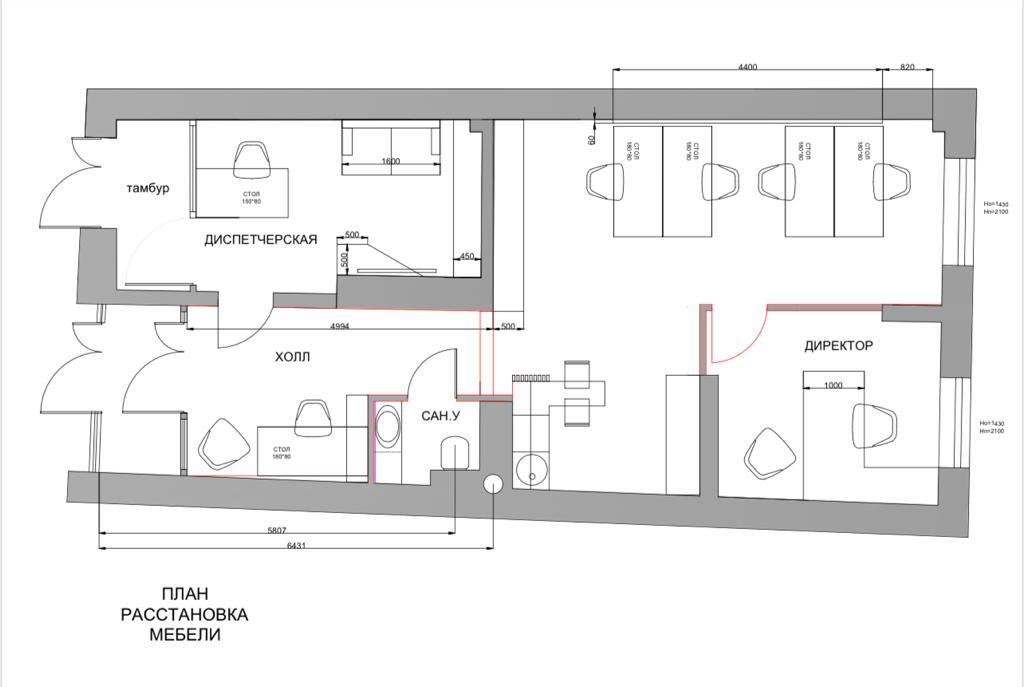 4400
820
60
СТОЛ
180*80
СТОЛ
180*80
СТОЛ
180*80
СТОЛ
180*80
1600
тамбур
СТОЛ
150*80
Но=1430
Нп=2100
ДИСПЕТЧЕРСКАЯ
500
500
450
4994
500
ХОЛЛ
ДИРЕКТОР
1000
САН.У
СТОЛ
180*80
Но=1430
Нп=2100
5807
6431
ПЛАН
РАССТАНОВКА
МЕБЕЛИ